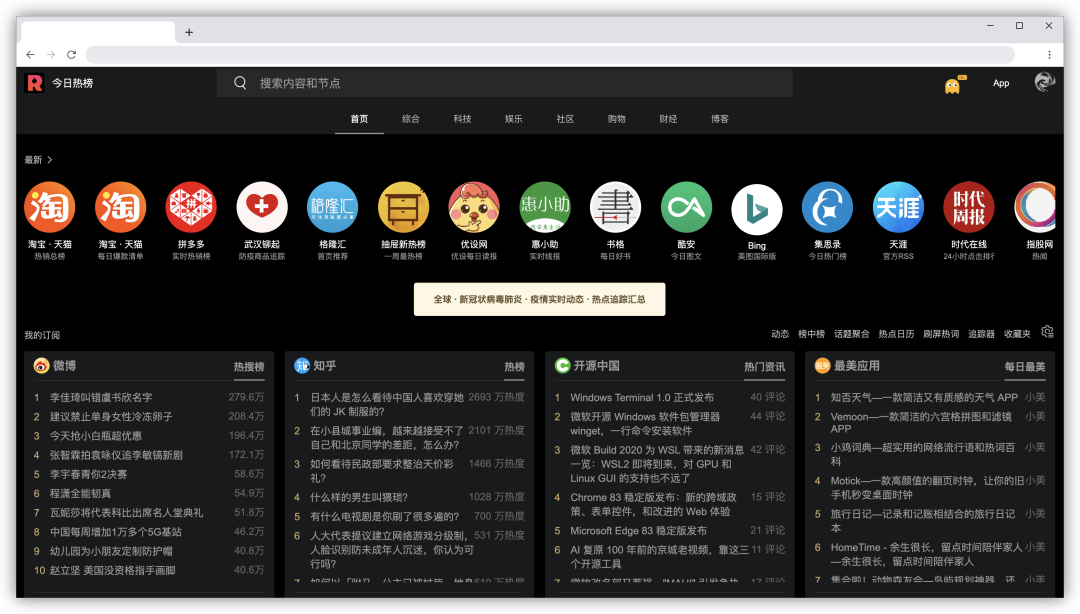 今日热榜
搜索内容和节点
App
首页 综合 科技 娱乐 社区 购物 财经 博客
最新
淘 淘 拼 格隆汇 惠小助 書 天涯 时代周报
淘宝 · 天猫 淘宝 · 天猫 拼多多 武汉铆起 格隆汇 抽屉新热榜 优设网 惠小助 书格 酷安 Bing 集思录 天涯 时代在线 指股网
热销总榜 每日爆款清单 实时热销榜 防疫商品追踪 首页推荐 一周最热榜 优设每日读报 实时线报 每日好书 今日图文 美图国际版 今日热门榜 官方RSS 24小时点击排行 热闻
全球 · 新冠状病毒肺炎 · 疫情实时动态 · 热点追踪汇总
我的订阅
动态 榜中榜 话题聚合 热点日历 刷屏热词 追踪器 收藏夹
微博 热搜榜
1 李佳琦叫错虞书欣名字 279.6万
2 建议禁止单身女性冷冻卵子 208.4万
3 今天抢小白瓶超优惠 196.4万
4 张智霖拍袁咏仪追李敏镐新剧 172.1万
5 李宇春青你2决赛 58.6万
6 程潇全能韧真 54.9万
7 瓦妮莎将代表科比出席名人堂典礼 51.8万
8 中国每周增加1万多个5G基站 46.2万
9 幼儿园为小朋友定制防护帽 40.8万
10 赵立坚 美国没资格指手画脚 40.6万
知 知乎 热榜
1 日本人是怎么看待中国人喜欢穿她 2693 万热度
们的 JK 制服的?
2 在小县城事业编，越来越接受不了 2101 万热度
自己和北京同学的差距，怎么办?
3 如何看待民政部要求整治天价彩 1466 万热度
礼?
4 什么样的男生叫猥琐? 1028 万热度
5 有什么电视剧是你刷了很多遍的? 700 万热度
6 人大代表提议建立网络游戏分级制， 531 万热度
人脸识别防未成年人沉迷，你认为可
行吗?
开源中国 热门资讯
1 Windows Terminal 1.0 正式发布 40 评论
2 微软开源 Windows 软件包管理器 44 评论
winget，一行命令安装软件
3 微软 Build 2020 为 WSL 带来的新消息 42 评论
一览：WSL2 即将到来，对 GPU 和
Linux GUI 的支持也不远了
4 Chrome 83 稳定版发布：新的跨域政 15 评论
策、表单控件，和改进的 Web 体验
5 Microsoft Edge 83 稳定版发布 21 评论
6 AI 复原 100 年前的京城老视频，靠这三 11 评论
个开源工具
最美 最美应用 每日最美
1 知否天气—一款简洁又有质感的天气 APP 小美
2 Vemoon—一款简洁的六宫格拼图和滤镜 小美
APP
3 小鸡词典—超实用的网络流行语和热词百 小美
科
4 Motick—一款高颜值的翻页时钟，让你的旧 小美
手机秒变桌面时钟
5 旅行日记—记录和记账相结合的旅行日记 小美
本
6 HomeTime - 余生很长，留点时间陪伴家人 小美
—余生很长，留点时间陪伴家人